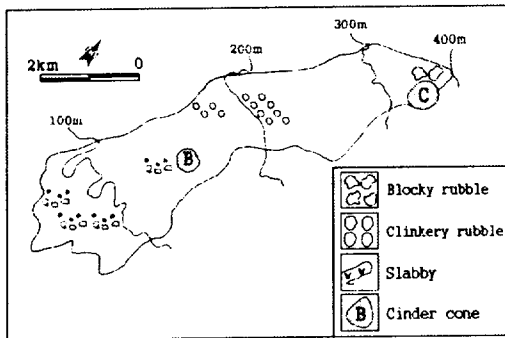 300m
400m
200m
2km 0
100m
C
B
Blocky rubble
Clinkery rubble
Slabby
B Cinder cone